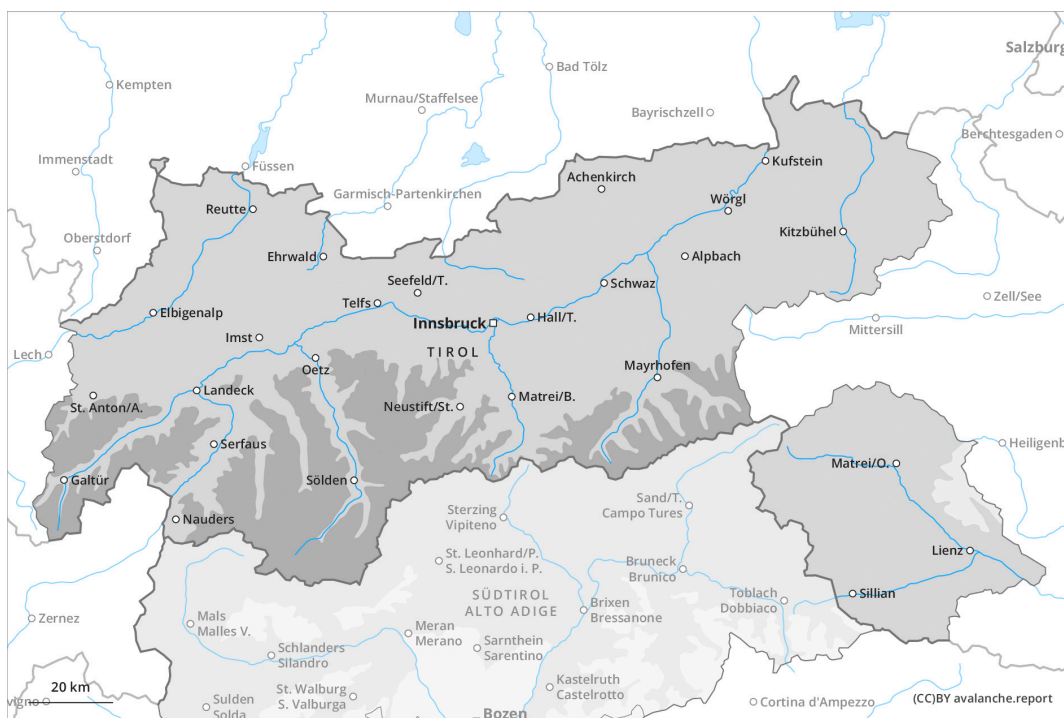 Salzburg
Kempten
Bad Tölz
Murnau/Staffelsee
Bayrischzell
Berchtesgaden
Immenstadt
Füssen
Kufstein
Achenkirch
Garmisch-Partenkirchen
Reutte
Wörgl
Oberstdorf
Kitzbühel
Ehrwald
Alpbach
Seefeld/T.
Schwaz
Zell/See
Telfs
Elbigenalp
Innsbruck
Hall/T.
Mittersill
Imst
TIROL
Lech
Oetz
Mayrhofen
Landeck
St. Anton/A.
Neustift/St.
Matrei/B.
Serfaus
Heiligenb
Matrei/O.
Galtür
Sölden
Sand/T.
Campo Tures
Sterzing
Vipiteno
Nauders
Lienz
St. Leonhard/P.
S. Leonardo i. P.
Bruneck
Brunico
SÜDTIROL
ALTO ADIGE
Sillian
Toblach
Dobbiaco
Brixen
Bressanone
Zernez
Mals
Malles V.
Meran
Merano
Sarnthein
Sarentino
Schlanders
Silandro
20 km
Kastelruth
Castelrotto
St. Walburg
S. Valburga
vigno
Sulden
Solda
Cortina d'Ampezzo
(CC)BY avalanche.report
Bozen